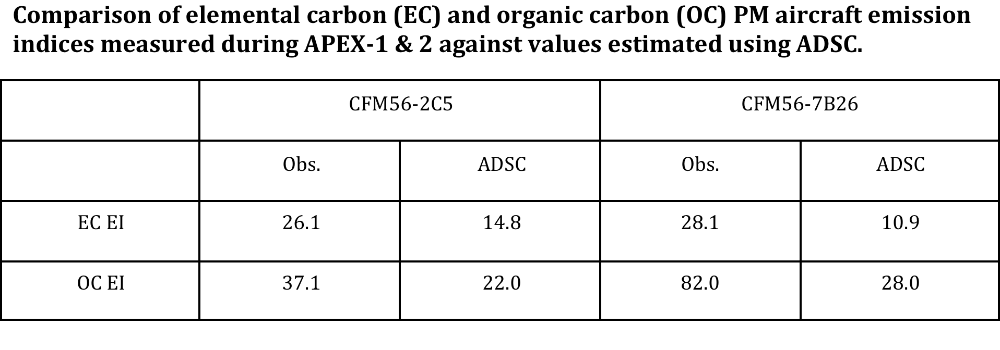 Comparison of elemental carbon (EC) and organic carbon (OC) PM aircraft emission
indices measured during APEX-1 & 2 against values estimated using ADSC.
CFM56-2C5 CFM56-7B26
Obs. ADSC Obs. ADSC
EC EI 26.1 14.8 28.1 10.9
OC EI 37.1 22.0 82.0 28.0